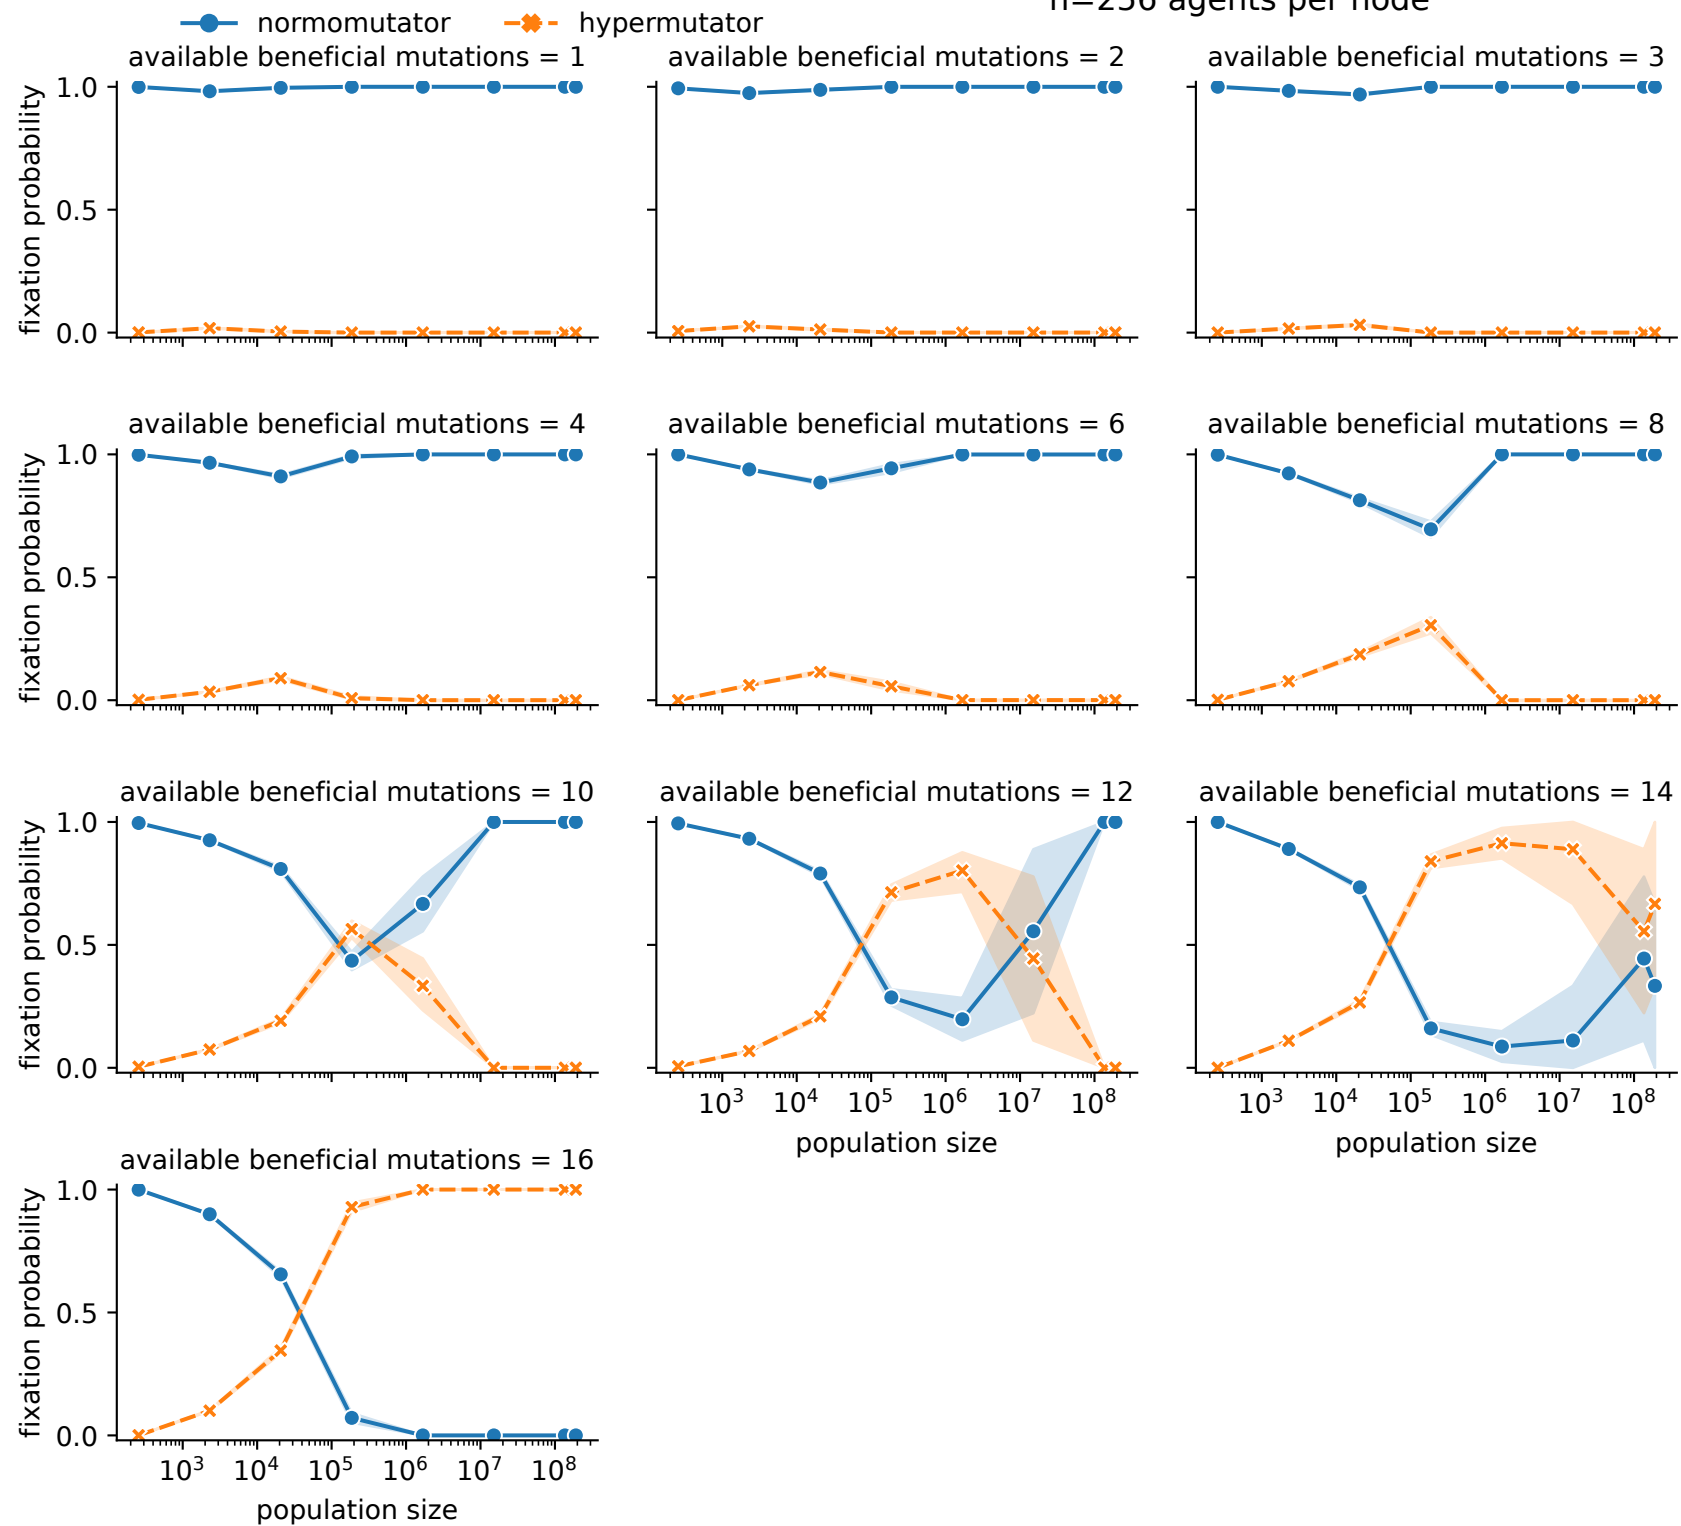 n=256 agents per node
normomutator hypermutator
available beneficial mutations = 1 available beneficial mutations = 2 available beneficial mutations = 3
fixation probability
1.0
0.5
0.0
available beneficial mutations = 4 available beneficial mutations = 6 available beneficial mutations = 8
fixation probability
1.0
0.5
0.0
available beneficial mutations = 10 available beneficial mutations = 12 available beneficial mutations = 14
fixation probability
1.0
0.5
0.0
10³ 10⁴ 10⁵ 10⁶ 10⁷ 10⁸ 10³ 10⁴ 10⁵ 10⁶ 10⁷ 10⁸
population size population size
available beneficial mutations = 16
fixation probability
1.0
0.5
0.0
10³ 10⁴ 10⁵ 10⁶ 10⁷ 10⁸
population size